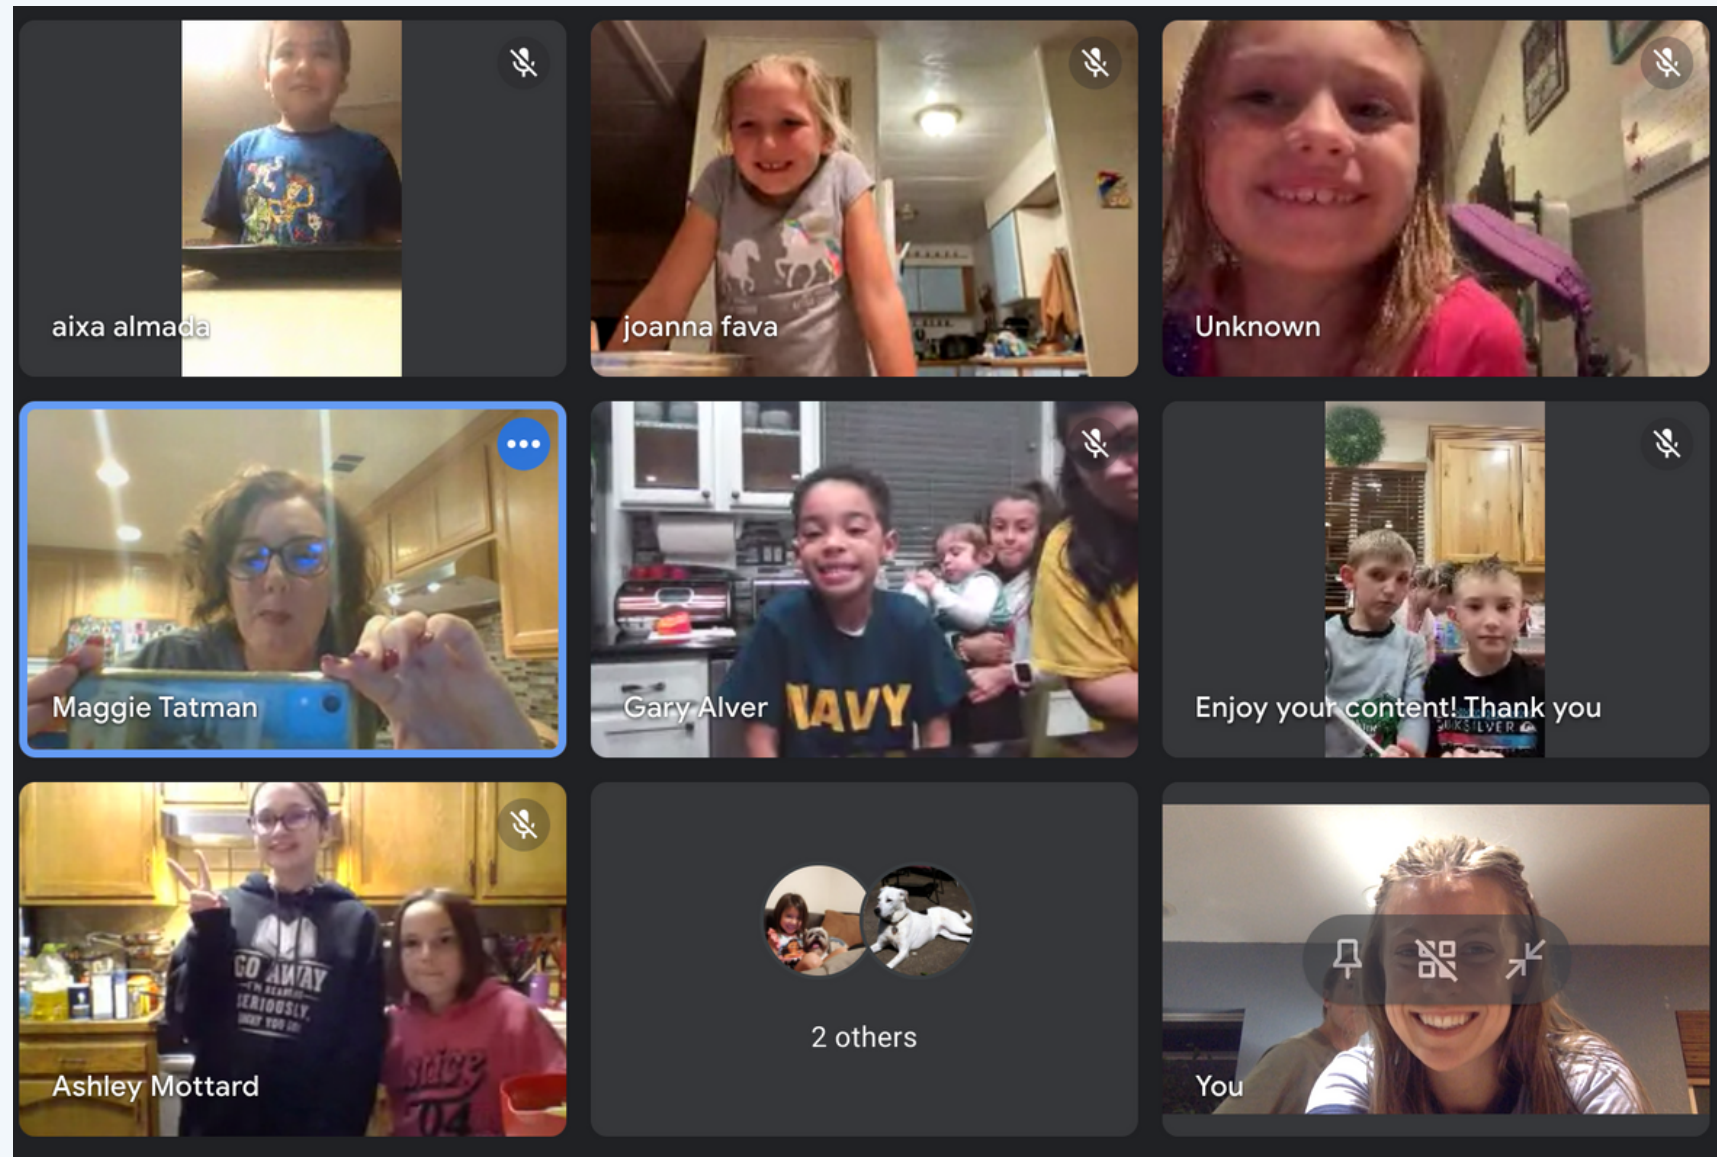 aixa almada
joanna fava
Unknown
Maggie Tatman
Gary Alver
NAVY
Enjoy your content! Thank you
Ashley Mottard
GO AWAY
SERIOUSLY,
04
2 others
You